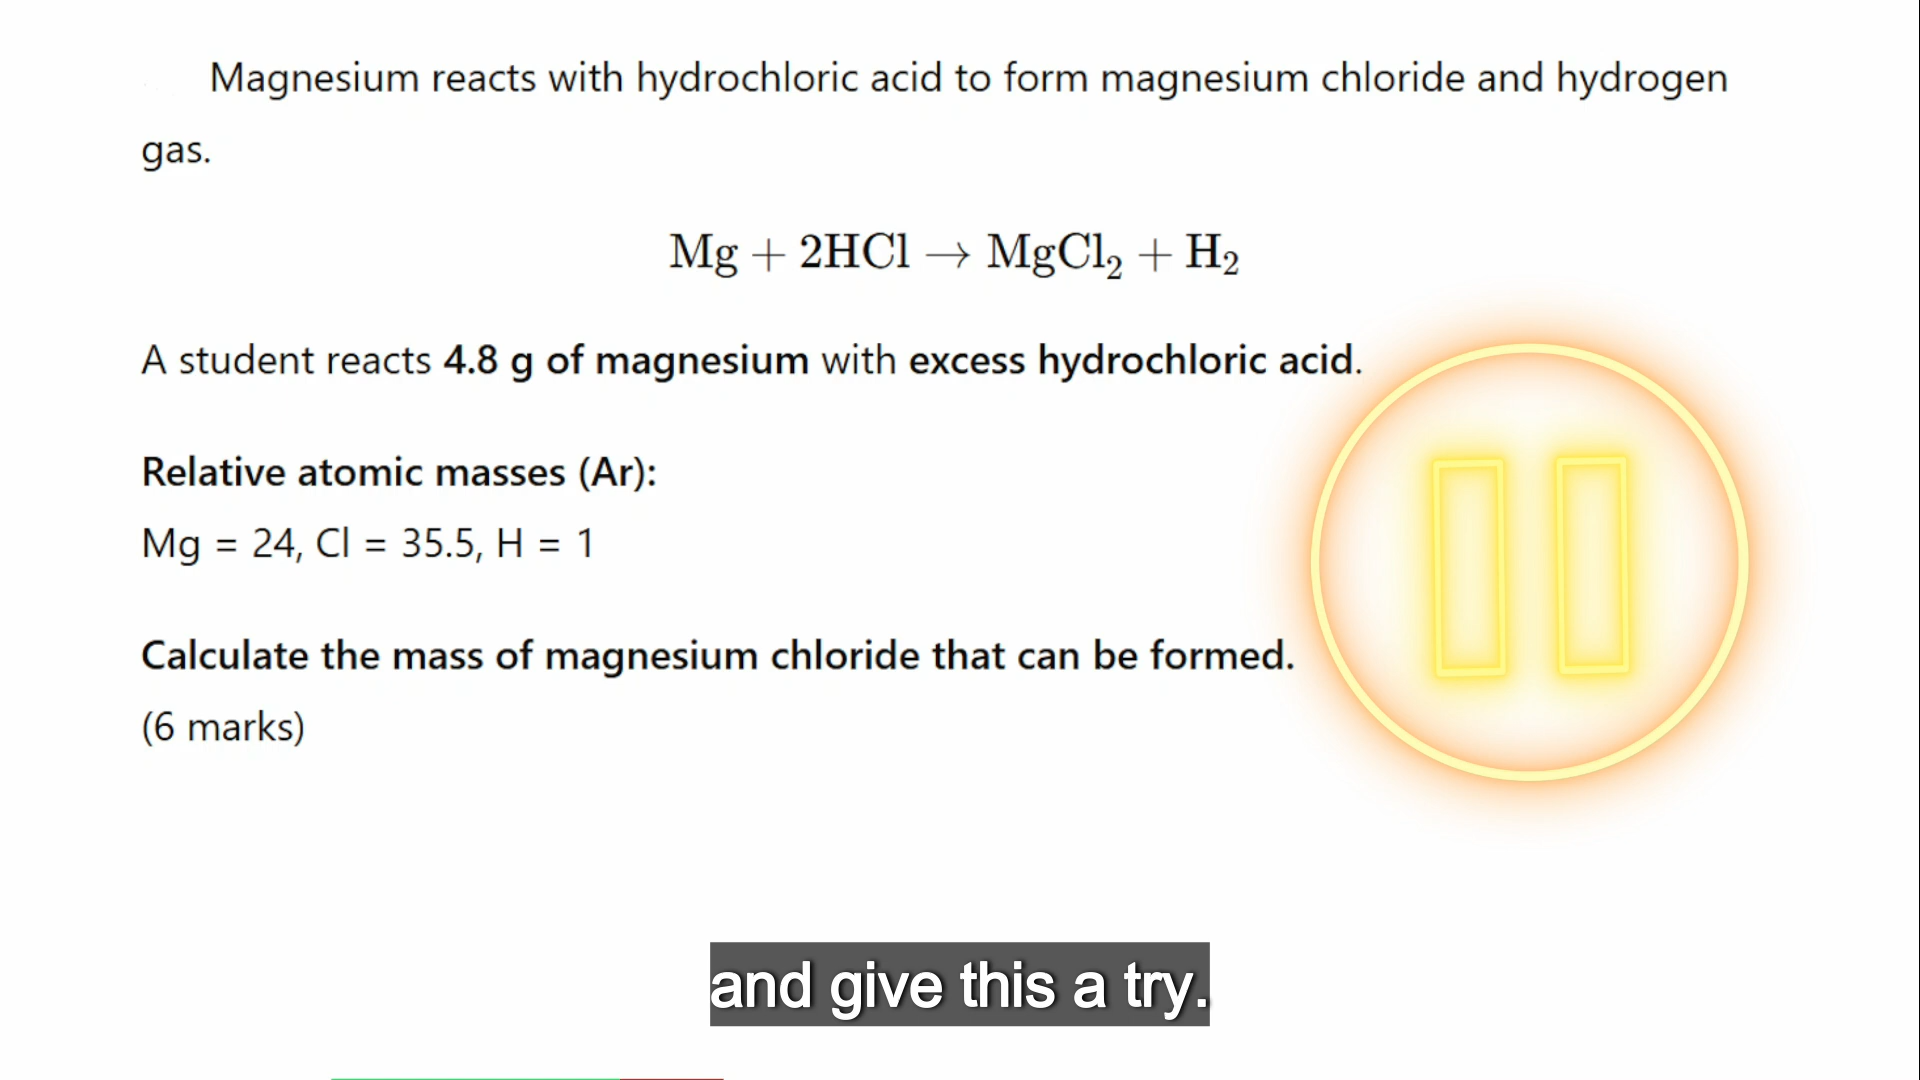 Magnesium reacts with hydrochloric acid to form magnesium chloride and hydrogen
gas.
Mg + 2HCl → MgCl₂ + H₂
A student reacts 4.8 g of magnesium with excess hydrochloric acid.
Relative atomic masses (Ar):
Mg = 24, Cl = 35.5, H = 1
Calculate the mass of magnesium chloride that can be formed.
(6 marks)
and give this a try.